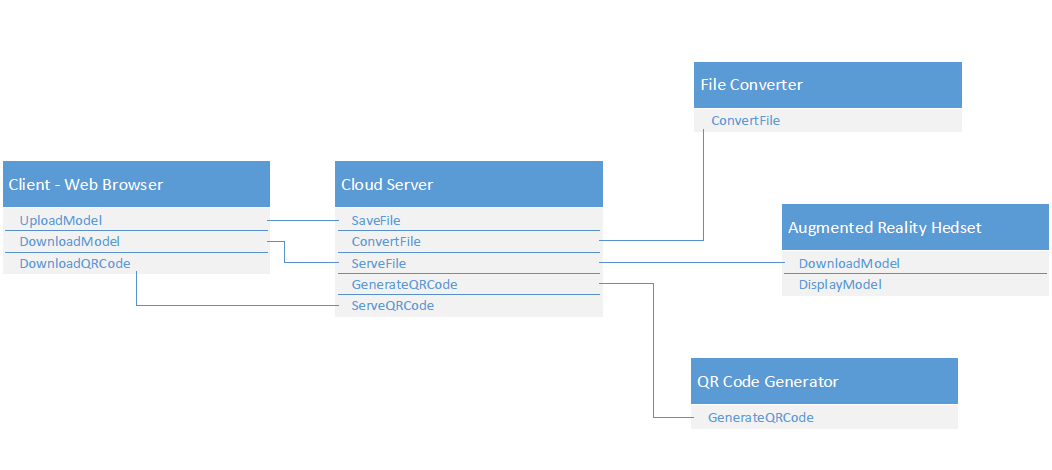 File Converter
ConvertFile
Client - Web Browser
UploadModel
DownloadModel
DownloadQRCode
Cloud Server
SaveFile
ConvertFile
ServeFile
GenerateQRCode
ServeQRCode
Augmented Reality Hedset
DownloadModel
DisplayModel
QR Code Generator
GenerateQRCode